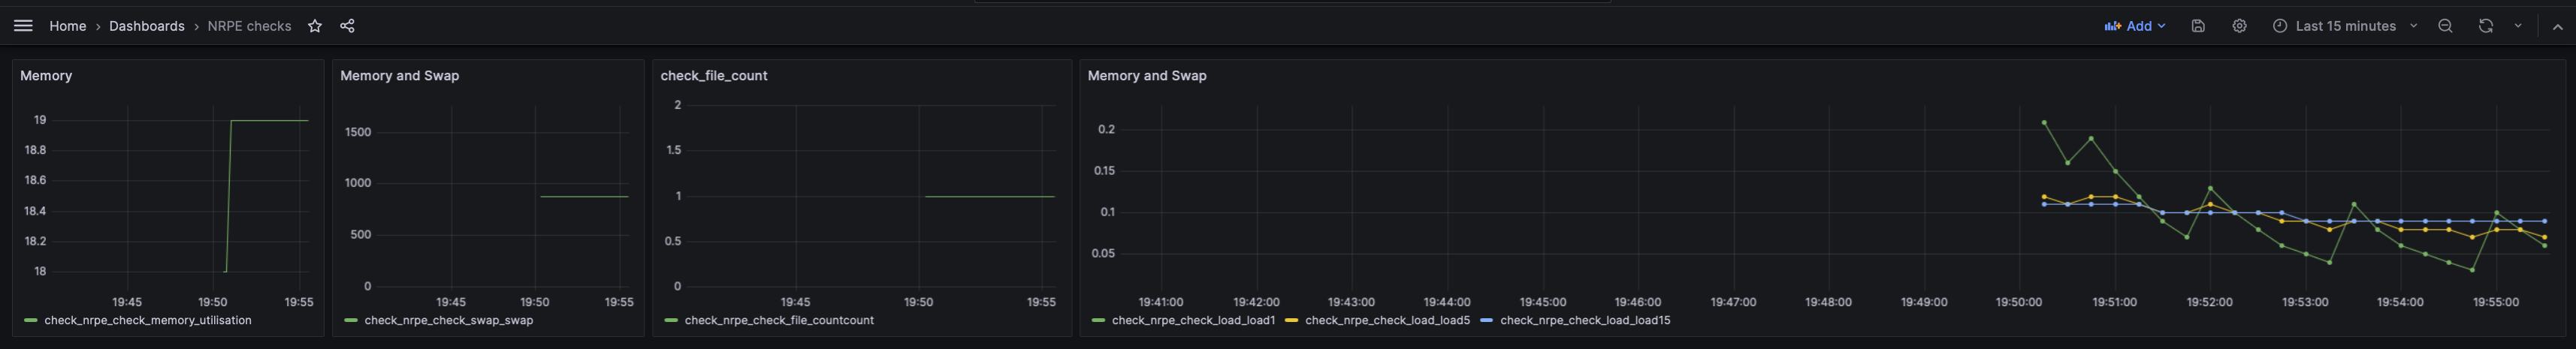 Home › Dashboards › NRPE checks
Add
Last 15 minutes
Memory
19
18.8
18.6
18.4
18.2
18
19:45 19:50 19:55
check_nrpe_check_memory_utilisation
Memory and Swap
1500
1000
500
0
19:45 19:50 19:55
check_nrpe_check_swap_swap
check_file_count
2
1.5
1
0.5
0
19:45 19:50 19:55
check_nrpe_check_file_countcount
Memory and Swap
0.2
0.15
0.1
0.05
19:41:00 19:42:00 19:43:00 19:44:00 19:45:00 19:46:00 19:47:00 19:48:00 19:49:00 19:50:00 19:51:00 19:52:00 19:53:00 19:54:00 19:55:00
check_nrpe_check_load_load1 check_nrpe_check_load_load5 check_nrpe_check_load_load15